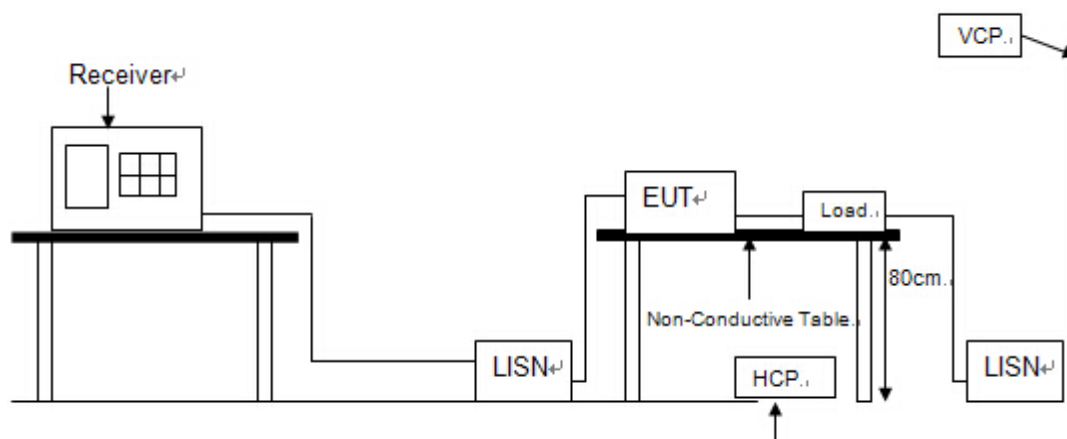 VCP.
Receiver
EUT
Load.
80cm.
Non-Conductive Table.
LISN
HCP.
LISN